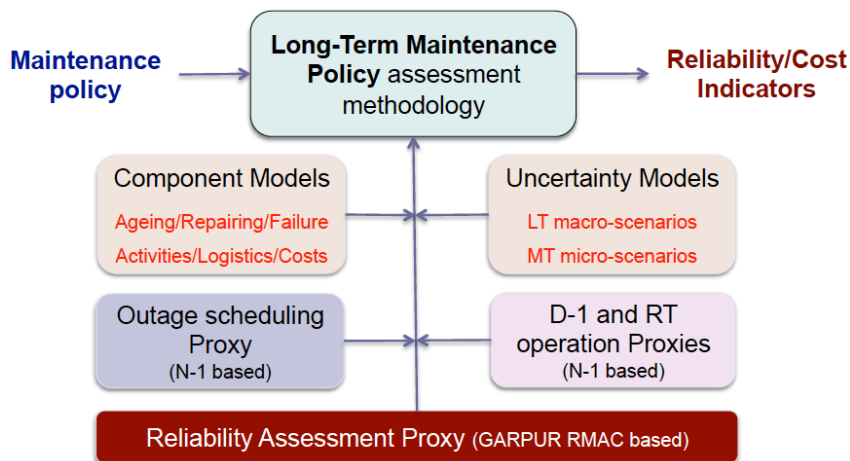 Maintenance
policy
Long-Term Maintenance
Policy assessment
methodology
Reliability/Cost
Indicators
Component Models
Ageing/Repairing/Failure
Activities/Logistics/Costs
Uncertainty Models
LT macro-scenarios
MT micro-scenarios
Outage scheduling
Proxy
(N-1 based)
D-1 and RT
operation Proxies
(N-1 based)
Reliability Assessment Proxy (GARPUR RMAC based)